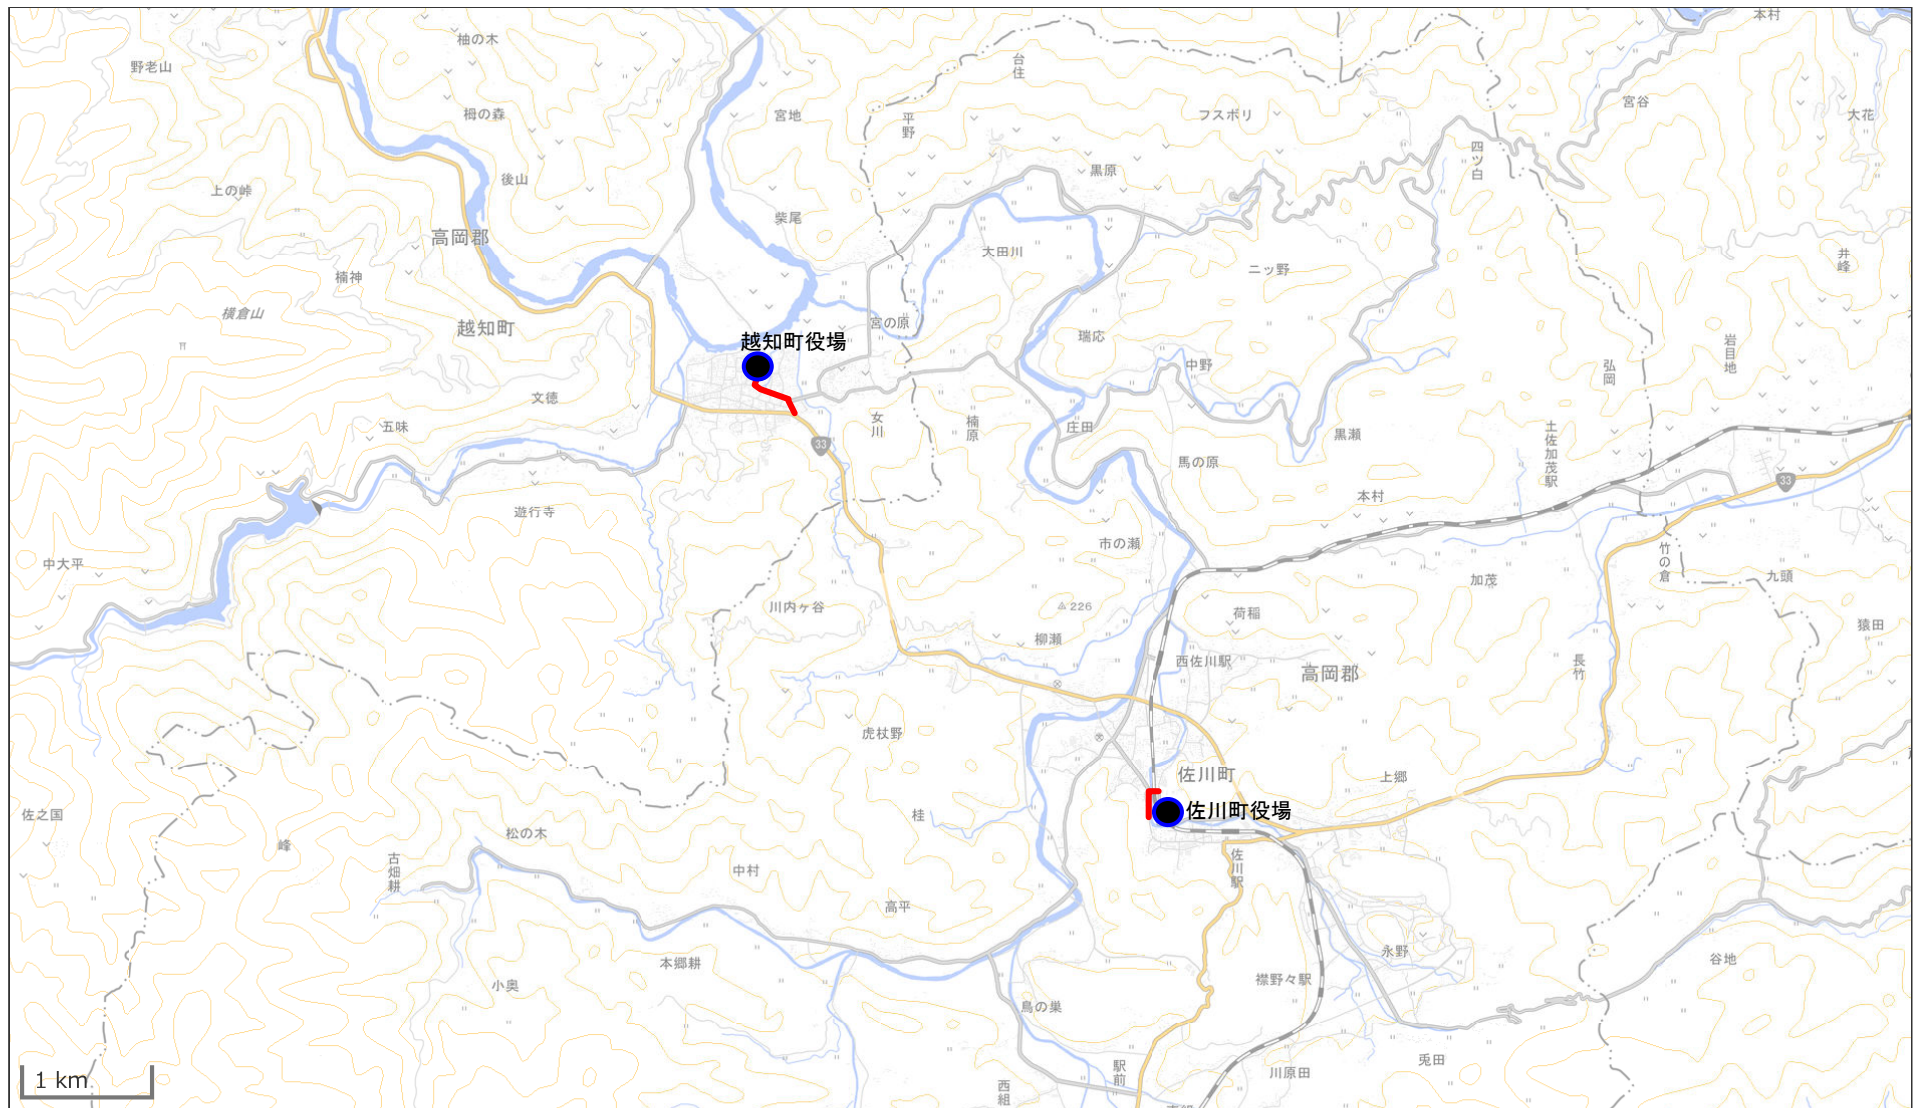 本村
柚の木
台住
野老山
宮谷
栂の森
宮地
平野
フスボリ
大花
四ツ白
黒原
後山
上の峠
柴尾
高岡郡
大田川
井峰
二ッ野
楠神
横倉山
越知町
宮の原
越知町役場
瑞応
岩目地
中野
弘岡
文徳
五味
女川
楠原
庄田
黒瀬
土佐加茂駅
33
馬の原
33
本村
遊行寺
市の瀬
中大平
竹の倉
加茂
九頭
川内ヶ谷
226
荷稲
柳瀬
猿田
西佐川駅
高岡郡
長竹
虎杖野
佐川町
上郷
佐之国
桂
佐川町役場
松の木
峰
古畑耕
中村
佐川駅
高平
永野
本郷耕
谷地
小奥
襟野々駅
鳥の巣
兎田
駅前
川原田
1 km
西組